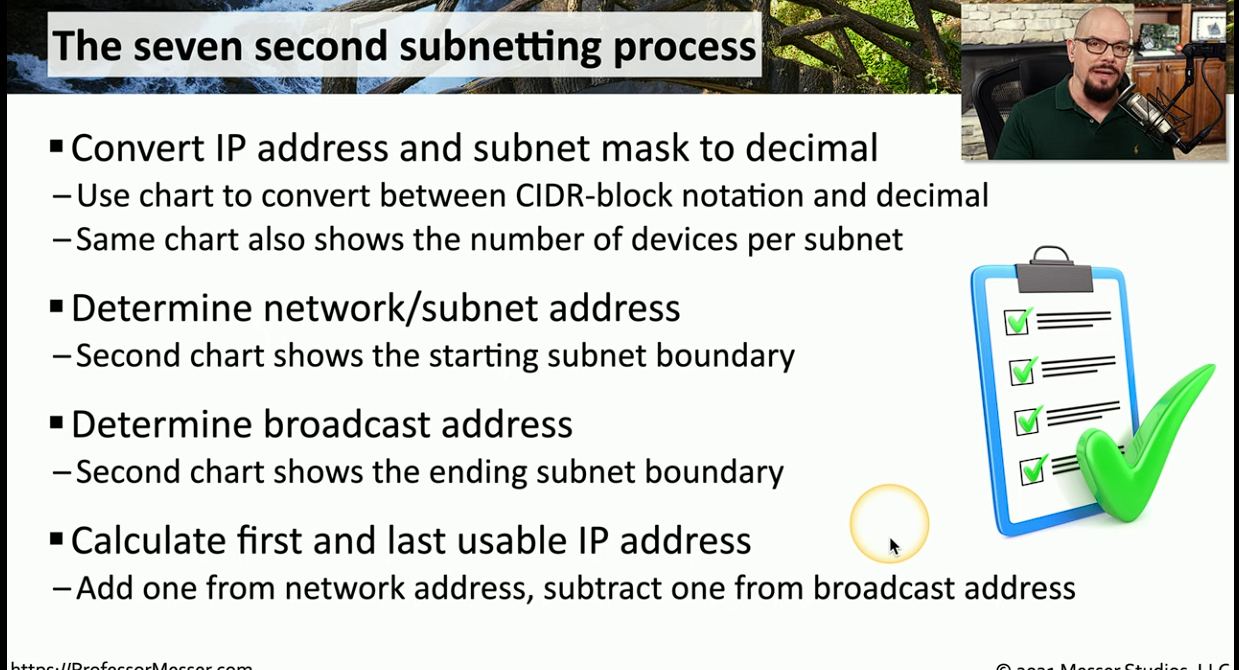 The seven second subnetting process
▪ Convert IP address and subnet mask to decimal
– Use chart to convert between CIDR-block notation and decimal
– Same chart also shows the number of devices per subnet
▪ Determine network/subnet address
– Second chart shows the starting subnet boundary
▪ Determine broadcast address
– Second chart shows the ending subnet boundary
▪ Calculate first and last usable IP address
– Add one from network address, subtract one from broadcast address
https://ProfessorMesser.com
© 2021 Messer Studios, LLC